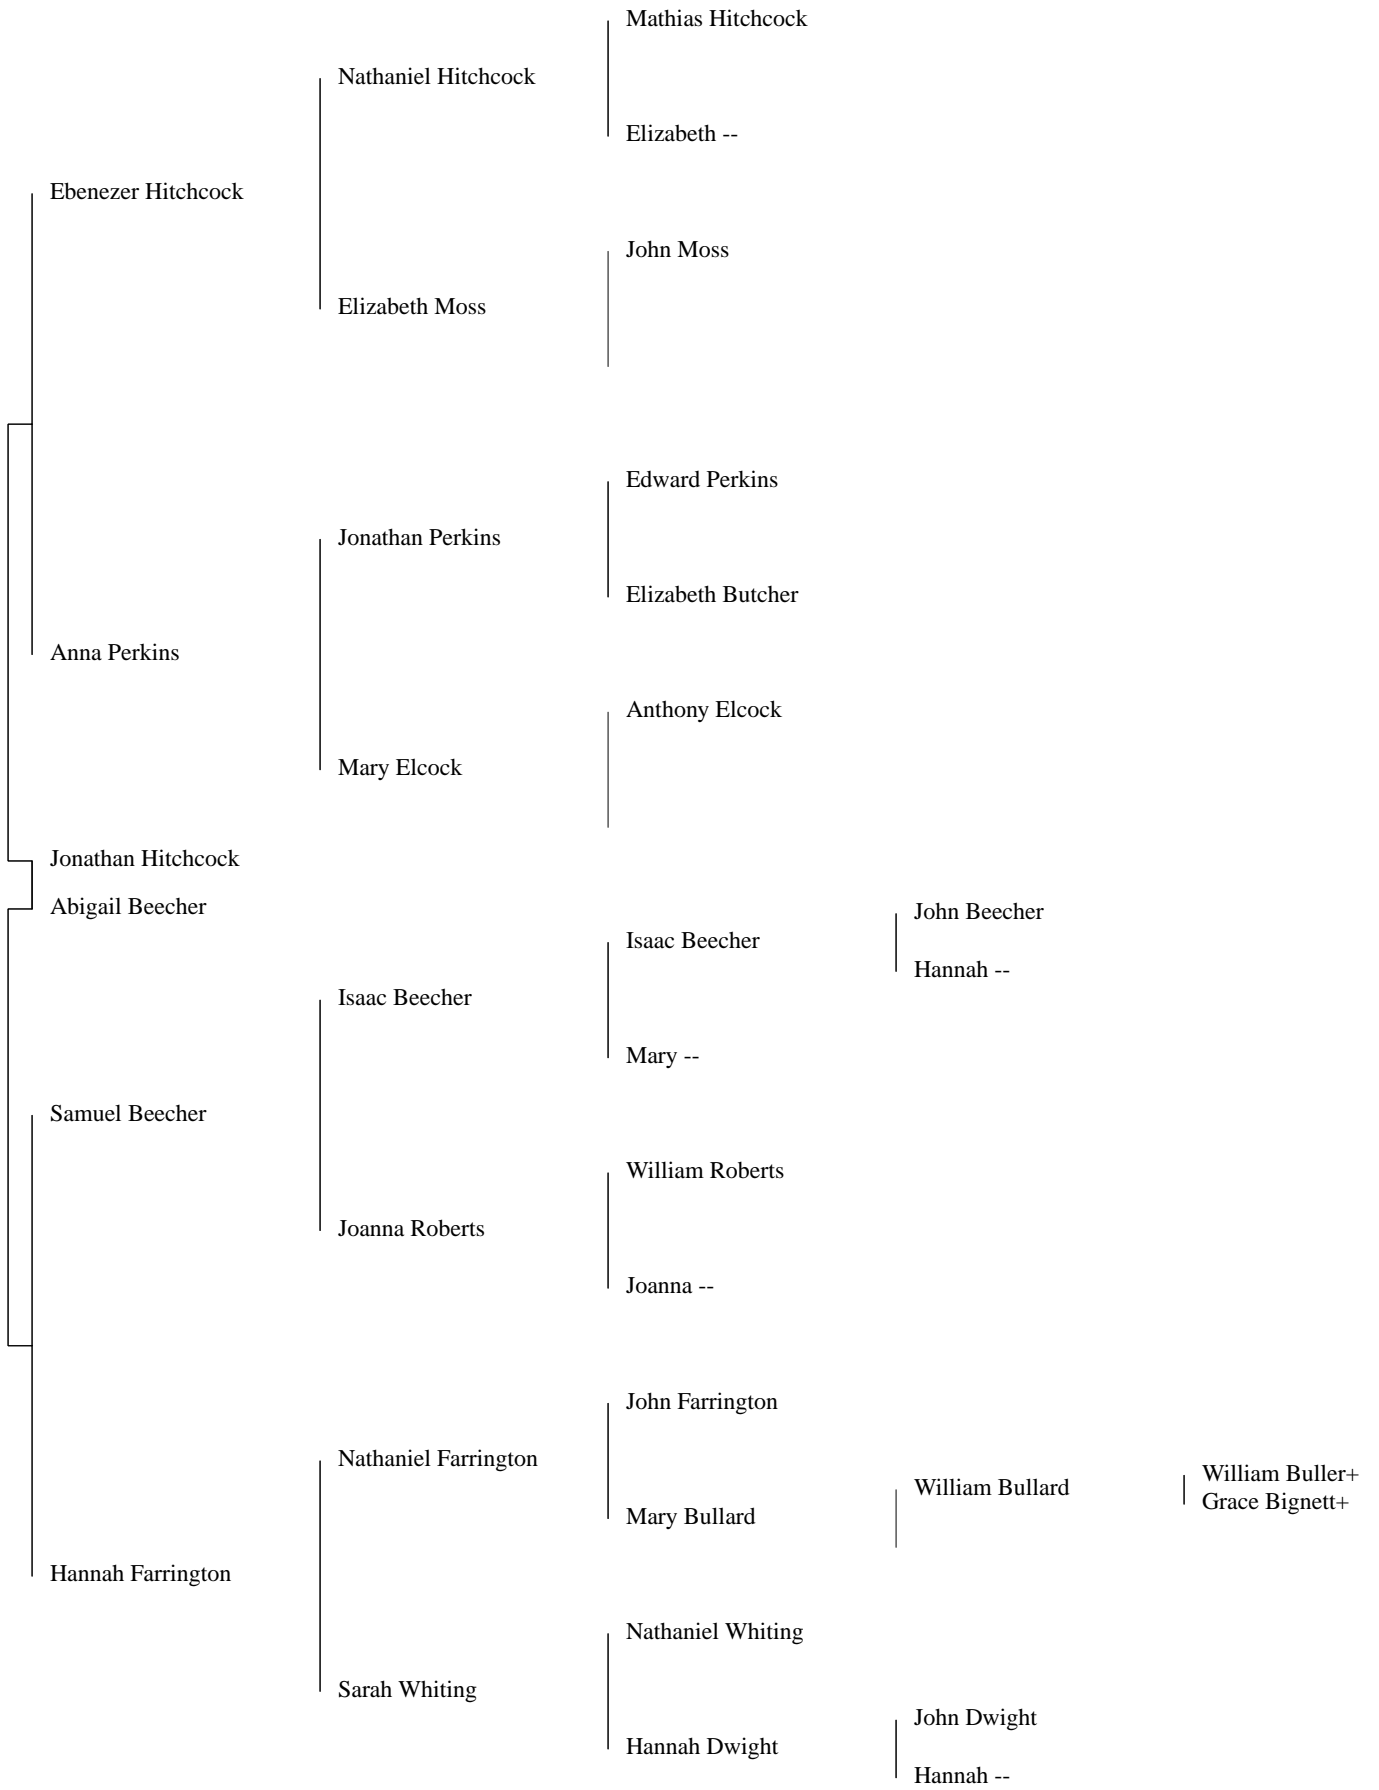 Mathias Hitchcock
Nathaniel Hitchcock
Elizabeth --
Ebenezer Hitchcock
John Moss
Elizabeth Moss
Edward Perkins
Jonathan Perkins
Elizabeth Butcher
Anna Perkins
Anthony Elcock
Mary Elcock
Jonathan Hitchcock
Abigail Beecher
John Beecher
Isaac Beecher
Hannah --
Isaac Beecher
Mary --
Samuel Beecher
William Roberts
Joanna Roberts
Joanna --
John Farrington
Nathaniel Farrington
William Buller+
William Bullard
Grace Bignett+
Mary Bullard
Hannah Farrington
Nathaniel Whiting
Sarah Whiting
John Dwight
Hannah Dwight
Hannah --